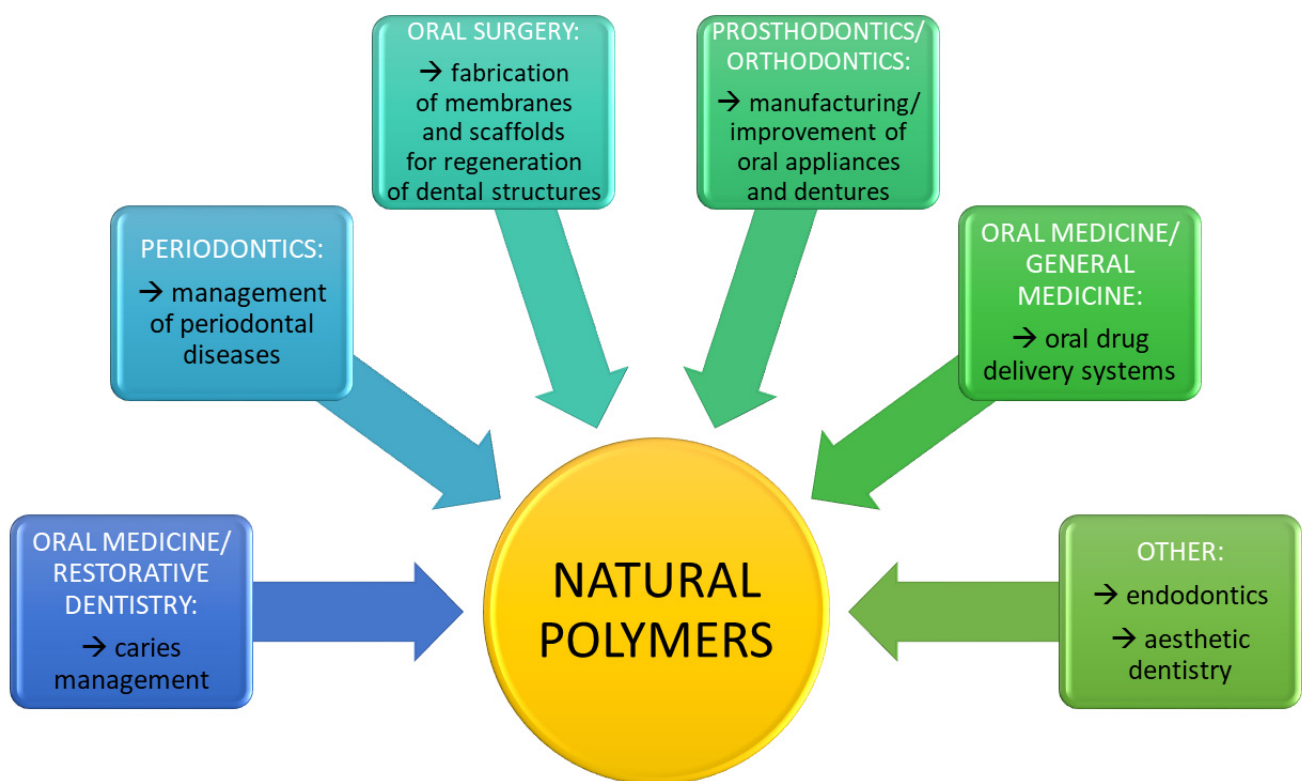 ORAL SURGERY:
→ fabrication
of membranes
and scaffolds
for regeneration
of dental structures
PROSTHODONTICS/
ORTHODONTICS:
→ manufacturing/
improvement of
oral appliances
and dentures
PERIODONTICS:
→ management
of periodontal
diseases
ORAL MEDICINE/
GENERAL
MEDICINE:
→ oral drug
delivery systems
ORAL MEDICINE/
RESTORATIVE
DENTISTRY:
→ caries
management
NATURAL
POLYMERS
OTHER:
→ endodontics
→ aesthetic
dentistry